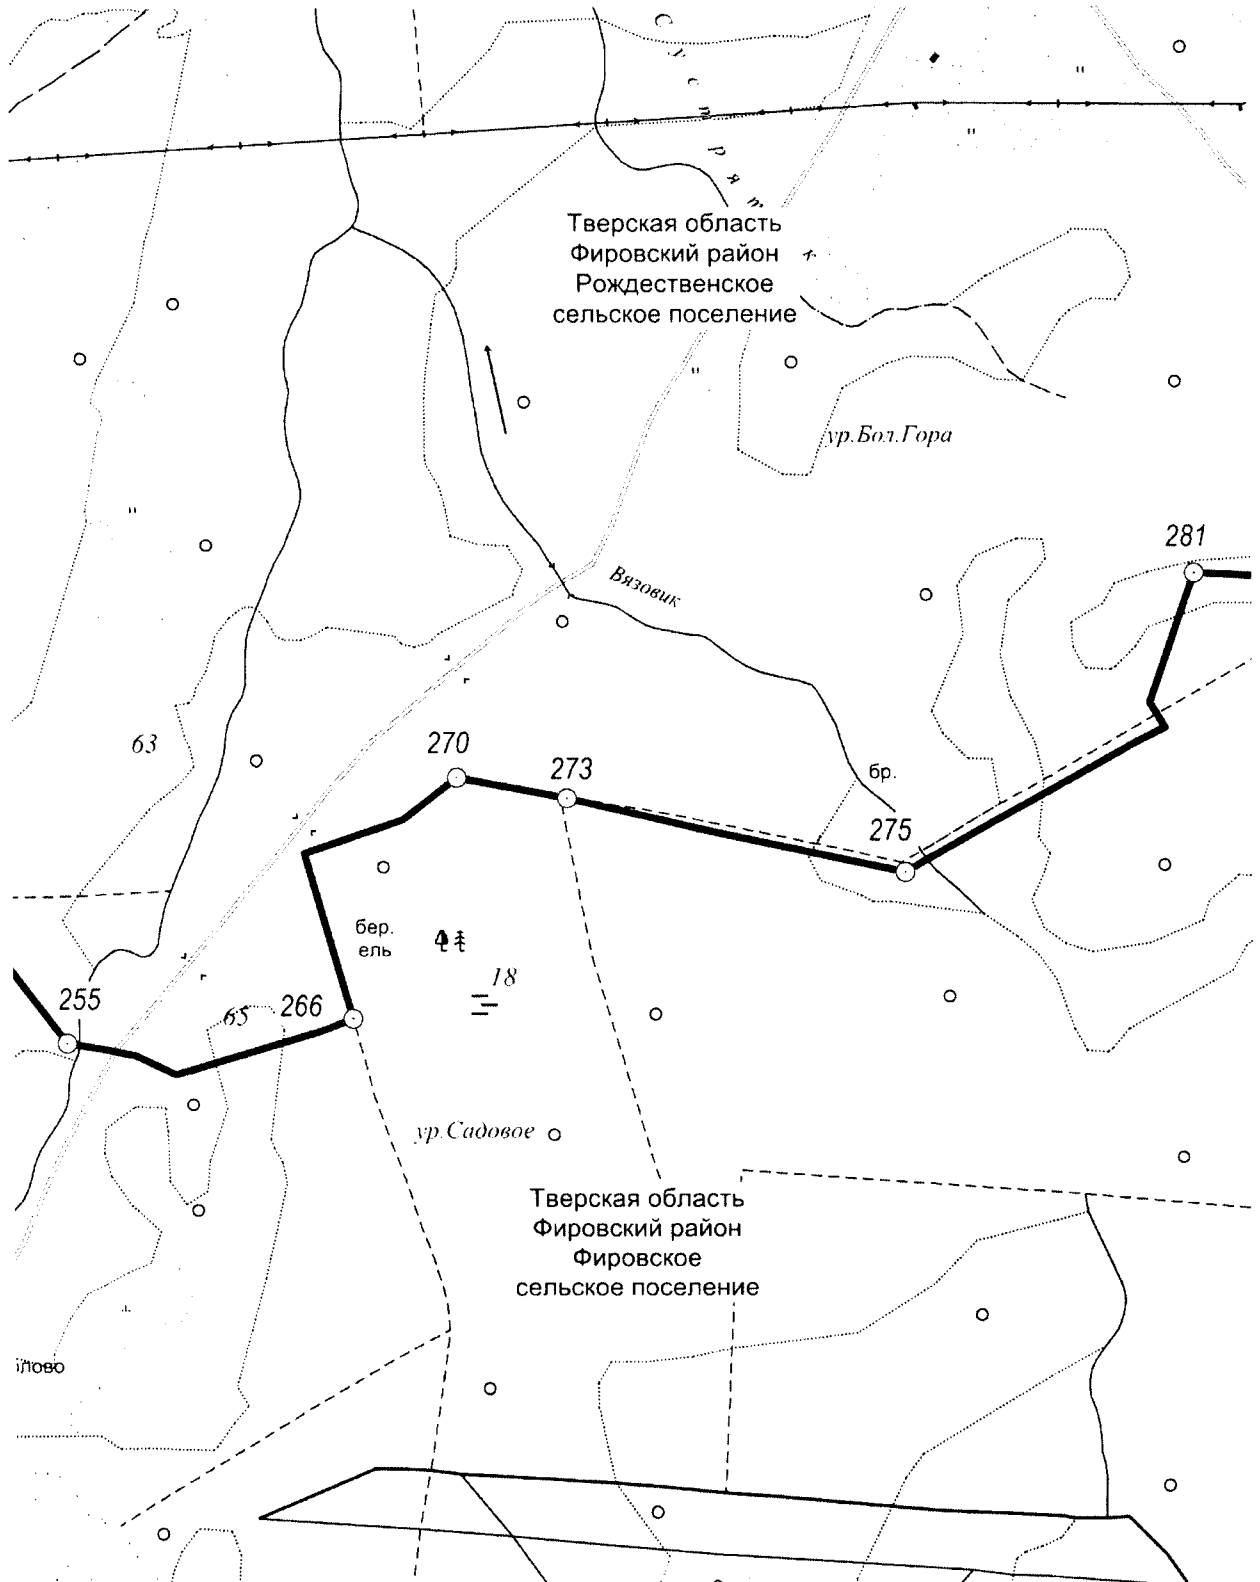 Тверская область
Фировский район
Рождественское
сельское поселение
ур.Бол.Гора
281
Вязовик
63
270
273
бр.
275
бер.
ель
18
255
65
266
ур.Садовое
Тверская область
Фировский район
Фировское
сельское поселение